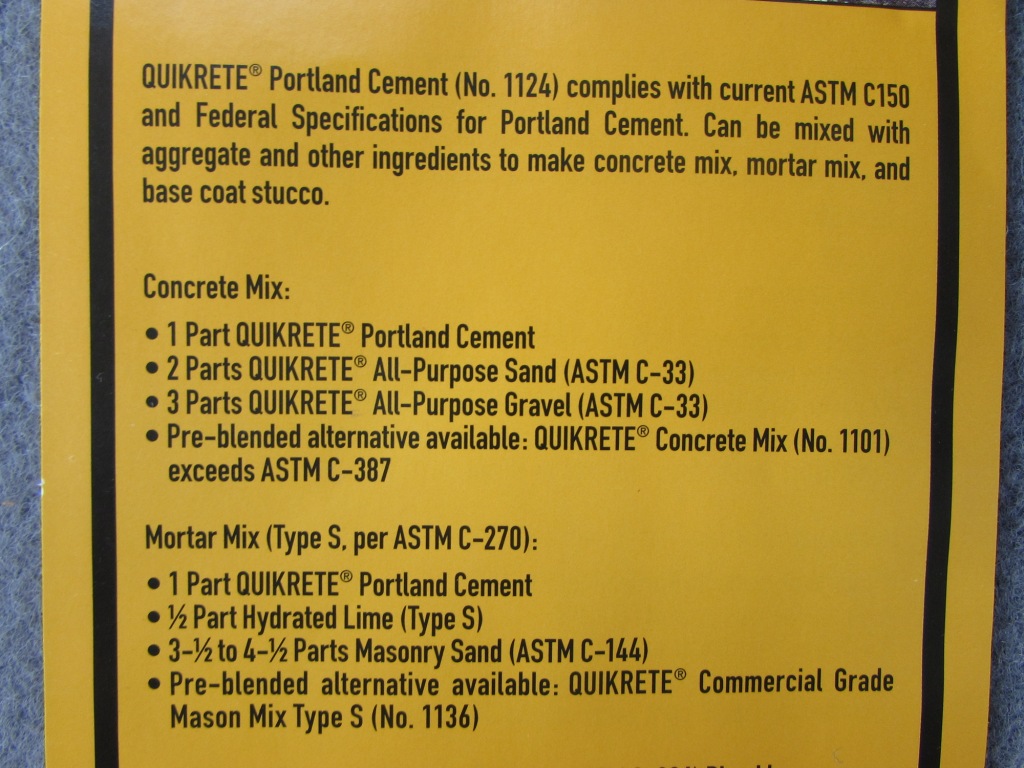 QUIKRETE® Portland Cement (No. 1124) complies with current ASTM C150
and Federal Specifications for Portland Cement. Can be mixed with
aggregate and other ingredients to make concrete mix, mortar mix, and
base coat stucco.
Concrete Mix:
• 1 Part QUIKRETE® Portland Cement
• 2 Parts QUIKRETE® All-Purpose Sand (ASTM C-33)
• 3 Parts QUIKRETE® All-Purpose Gravel (ASTM C-33)
• Pre-blended alternative available: QUIKRETE® Concrete Mix (No. 1101)
exceeds ASTM C-387
Mortar Mix (Type S, per ASTM C-270):
• 1 Part QUIKRETE® Portland Cement
• ½ Part Hydrated Lime (Type S)
• 3-½ to 4-½ Parts Masonry Sand (ASTM C-144)
• Pre-blended alternative available: QUIKRETE® Commercial Grade
Mason Mix Type S (No. 1136)